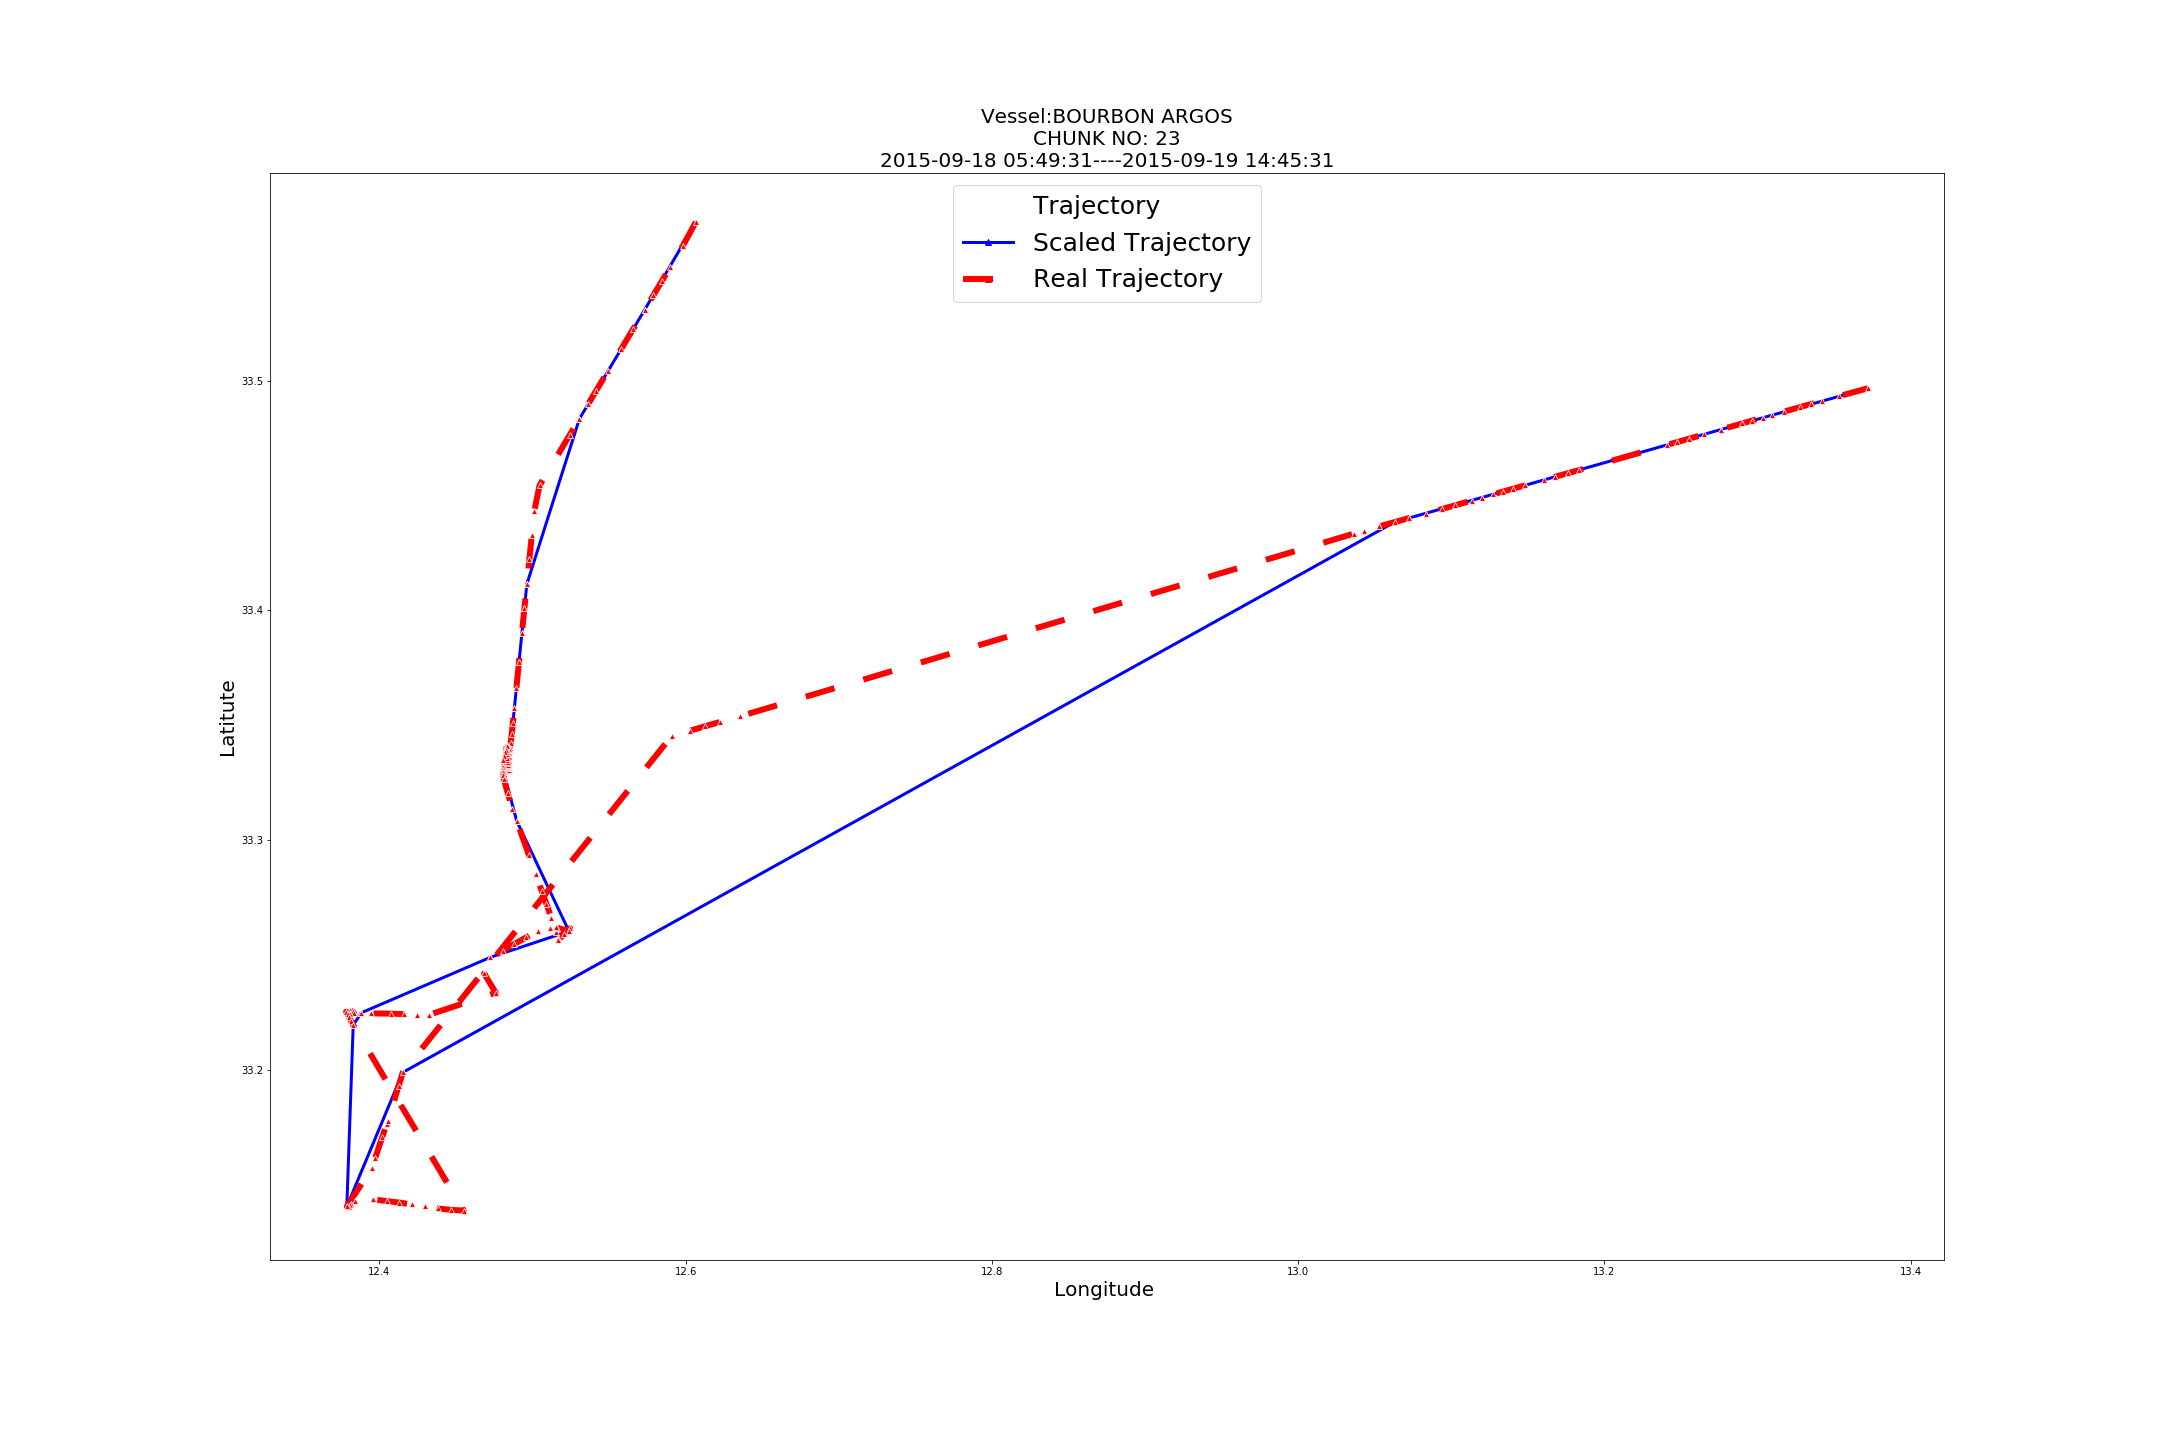 Vessel:BOURBON ARGOS
CHUNK NO: 23
2015-09-18 05:49:31----2015-09-19 14:45:31
Trajectory
Scaled Trajectory
Real Trajectory
33.5
33.4
33.3
33.2
Latitute
12.4
12.6
12.8
13.0
13.2
13.4
Longitude